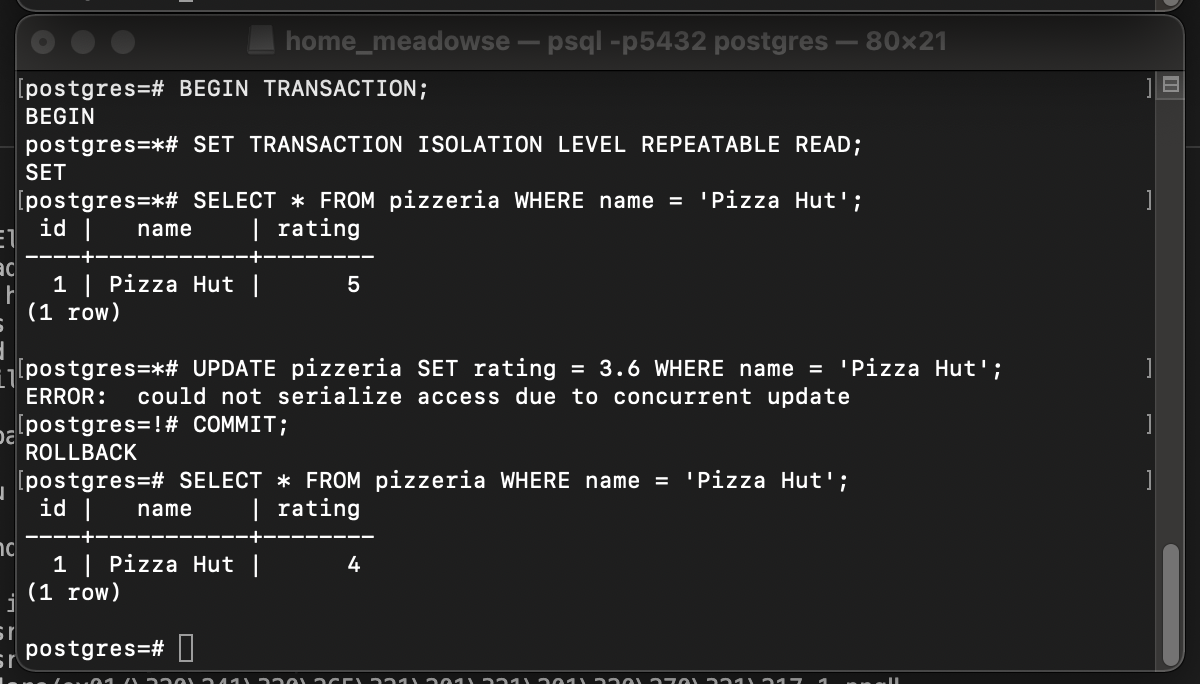 home_meadowse — psql -p5432 postgres — 80×21
[postgres=# BEGIN TRANSACTION; ]
BEGIN
postgres=*# SET TRANSACTION ISOLATION LEVEL REPEATABLE READ;
SET
[postgres=*# SELECT * FROM pizzeria WHERE name = 'Pizza Hut'; ]
 id |   name    | rating
----+-----------+--------
  1 | Pizza Hut |      5
(1 row)
[postgres=*# UPDATE pizzeria SET rating = 3.6 WHERE name = 'Pizza Hut'; ]
ERROR:  could not serialize access due to concurrent update
[postgres=!# COMMIT; ]
ROLLBACK
[postgres=# SELECT * FROM pizzeria WHERE name = 'Pizza Hut'; ]
 id |   name    | rating
----+-----------+--------
  1 | Pizza Hut |      4
(1 row)
postgres=#